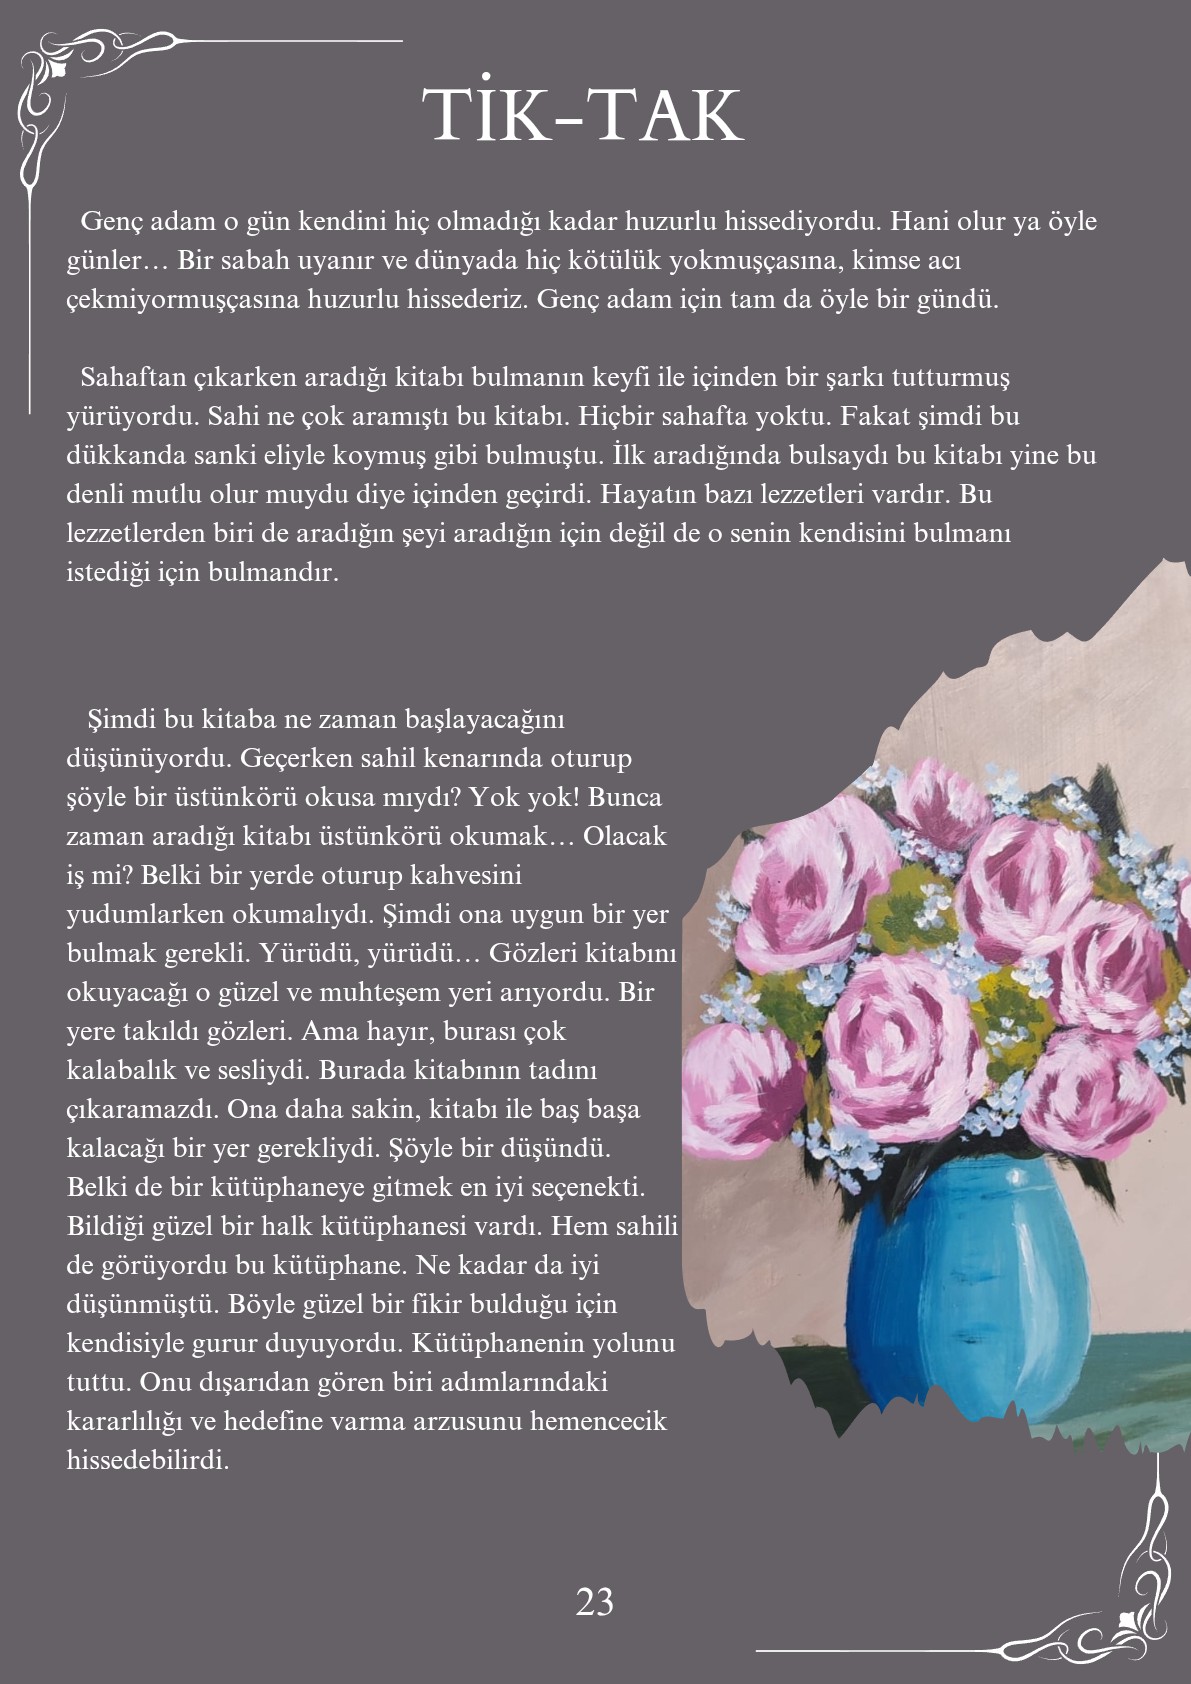 TİK-TAK
Genç adam o gün kendini hiç olmadığı kadar huzurlu hissediyordu. Hani olur ya öyle
günler… Bir sabah uyanır ve dünyada hiç kötülük yokmuşçasına, kimse acı
çekmiyormuşçasına huzurlu hissederiz. Genç adam için tam da öyle bir gündü.
Sahaftan çıkarken aradığı kitabı bulmanın keyfi ile içinden bir şarkı tutturmuş
yürüyordu. Sahi ne çok aramıştı bu kitabı. Hiçbir sahafta yoktu. Fakat şimdi bu
dükkanda sanki eliyle koymuş gibi bulmuştu. İlk aradığında bulsaydı bu kitabı yine bu
denli mutlu olur muydu diye içinden geçirdi. Hayatın bazı lezzetleri vardır. Bu
lezzetlerden biri de aradığın şeyi aradığın için değil de o senin kendisini bulmanı
istediği için bulmandır.
Şimdi bu kitaba ne zaman başlayacağını
düşünüyordu. Geçerken sahil kenarında oturup
şöyle bir üstünkörü okusa mıydı? Yok yok! Bunca
zaman aradığı kitabı üstünkörü okumak… Olacak
iş mi? Belki bir yerde oturup kahvesini
yudumlarken okumalıydı. Şimdi ona uygun bir yer
bulmak gerekli. Yürüdü, yürüdü… Gözleri kitabını
okuyacağı o güzel ve muhteşem yeri arıyordu. Bir
yere takıldı gözleri. Ama hayır, burası çok
kalabalık ve sesliydi. Burada kitabının tadını
çıkaramazdı. Ona daha sakin, kitabı ile baş başa
kalacağı bir yer gerekliydi. Şöyle bir düşündü.
Belki de bir kütüphaneye gitmek en iyi seçenekti.
Bildiği güzel bir halk kütüphanesi vardı. Hem sahili
de görüyordu bu kütüphane. Ne kadar da iyi
düşünmüştü. Böyle güzel bir fikir bulduğu için
kendisiyle gurur duyuyordu. Kütüphanenin yolunu
tuttu. Onu dışarıdan gören biri adımlarındaki
kararlılığı ve hedefine varma arzusunu hemencecik
hissedebilirdi.
23